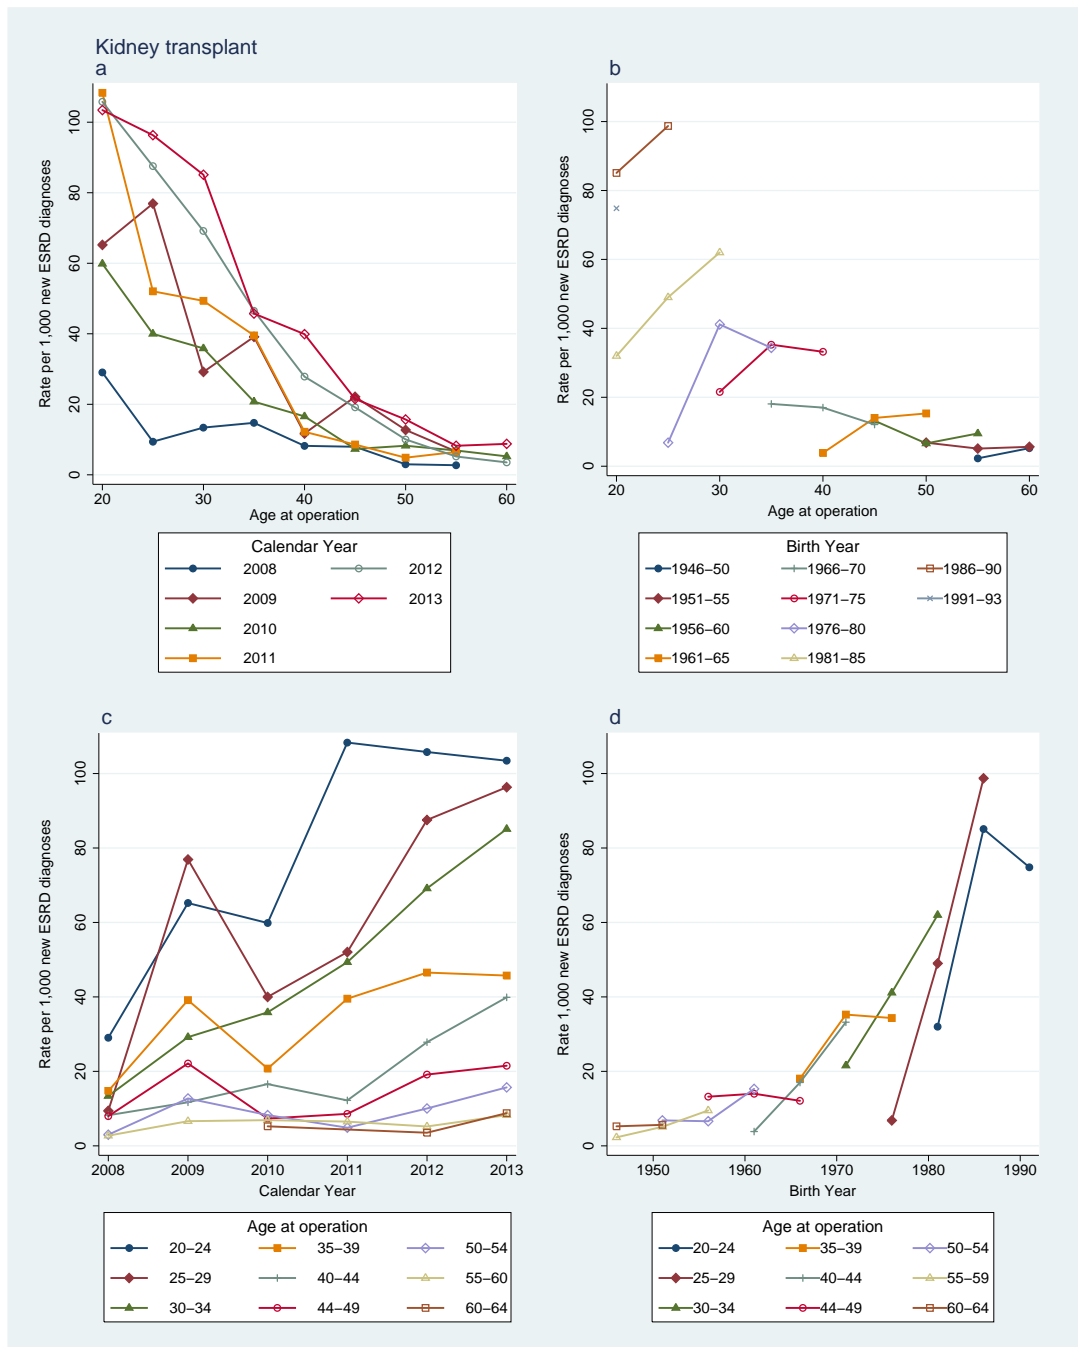 Kidney transplant
a
Rate per 1,000 new ESRD diagnoses
0 20 40 60 80 100
20 30 40 50 60
Age at operation
Calendar Year
2008 2012
2009 2013
2010
2011
b
Rate per 1,000 new ESRD diagnoses
0 20 40 60 80 100
20 30 40 50 60
Age at operation
Birth Year
1946–50 1966–70 1986–90
1951–55 1971–75 1991–93
1956–60 1976–80
1961–65 1981–85
c
Rate per 1,000 new ESRD diagnoses
0 20 40 60 80 100
2008 2009 2010 2011 2012 2013
Calendar Year
Age at operation
20–24 35–39 50–54
25–29 40–44 55–60
30–34 44–49 60–64
d
Rate 1,000 new ESRD diagnoses
0 20 40 60 80 100
1950 1960 1970 1980 1990
Birth Year
Age at operation
20–24 35–39 50–54
25–29 40–44 55–59
30–34 44–49 60–64